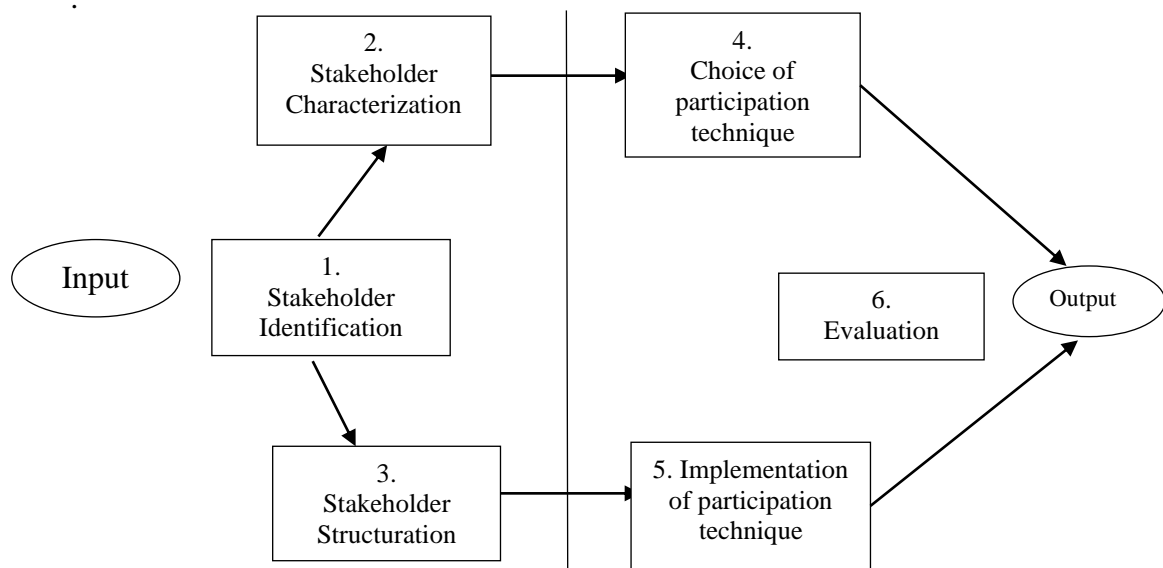 2.
Stakeholder
Characterization
4.
Choice of
participation
technique
Input
1.
Stakeholder
Identification
6.
Evaluation
Output
3.
Stakeholder
Structuration
5. Implementation
of participation
technique